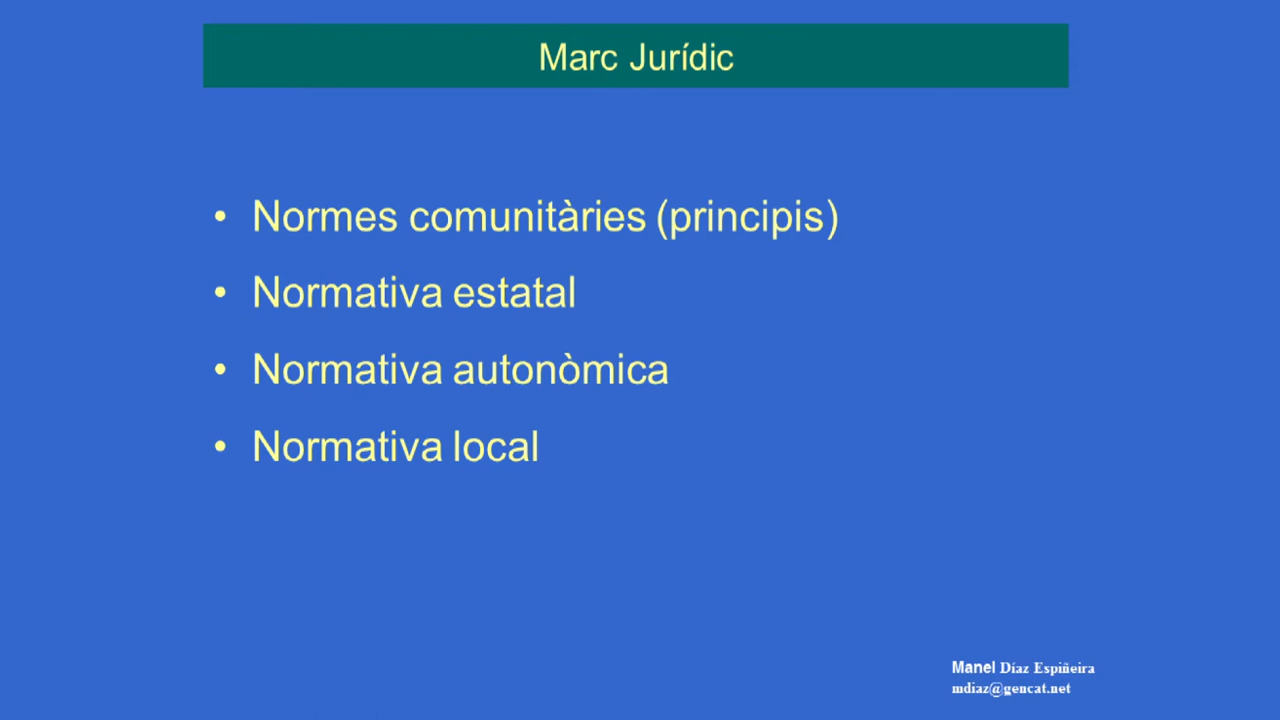 Marc Jurídic
• Normes comunitàries (principis)
• Normativa estatal
• Normativa autonòmica
• Normativa local
Manel Díaz Espiñeira
mdiaz@gencat.net